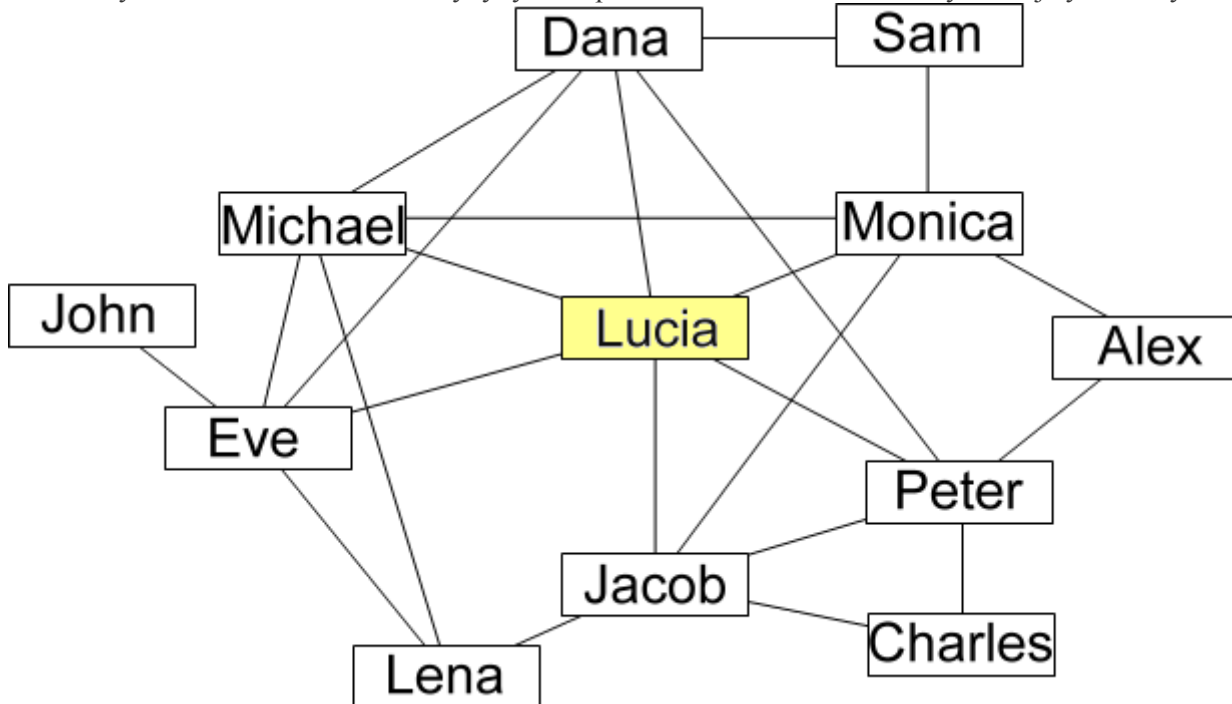 Dana
Sam
Michael
Monica
John
Lucia
Alex
Eve
Peter
Jacob
Charles
Lena